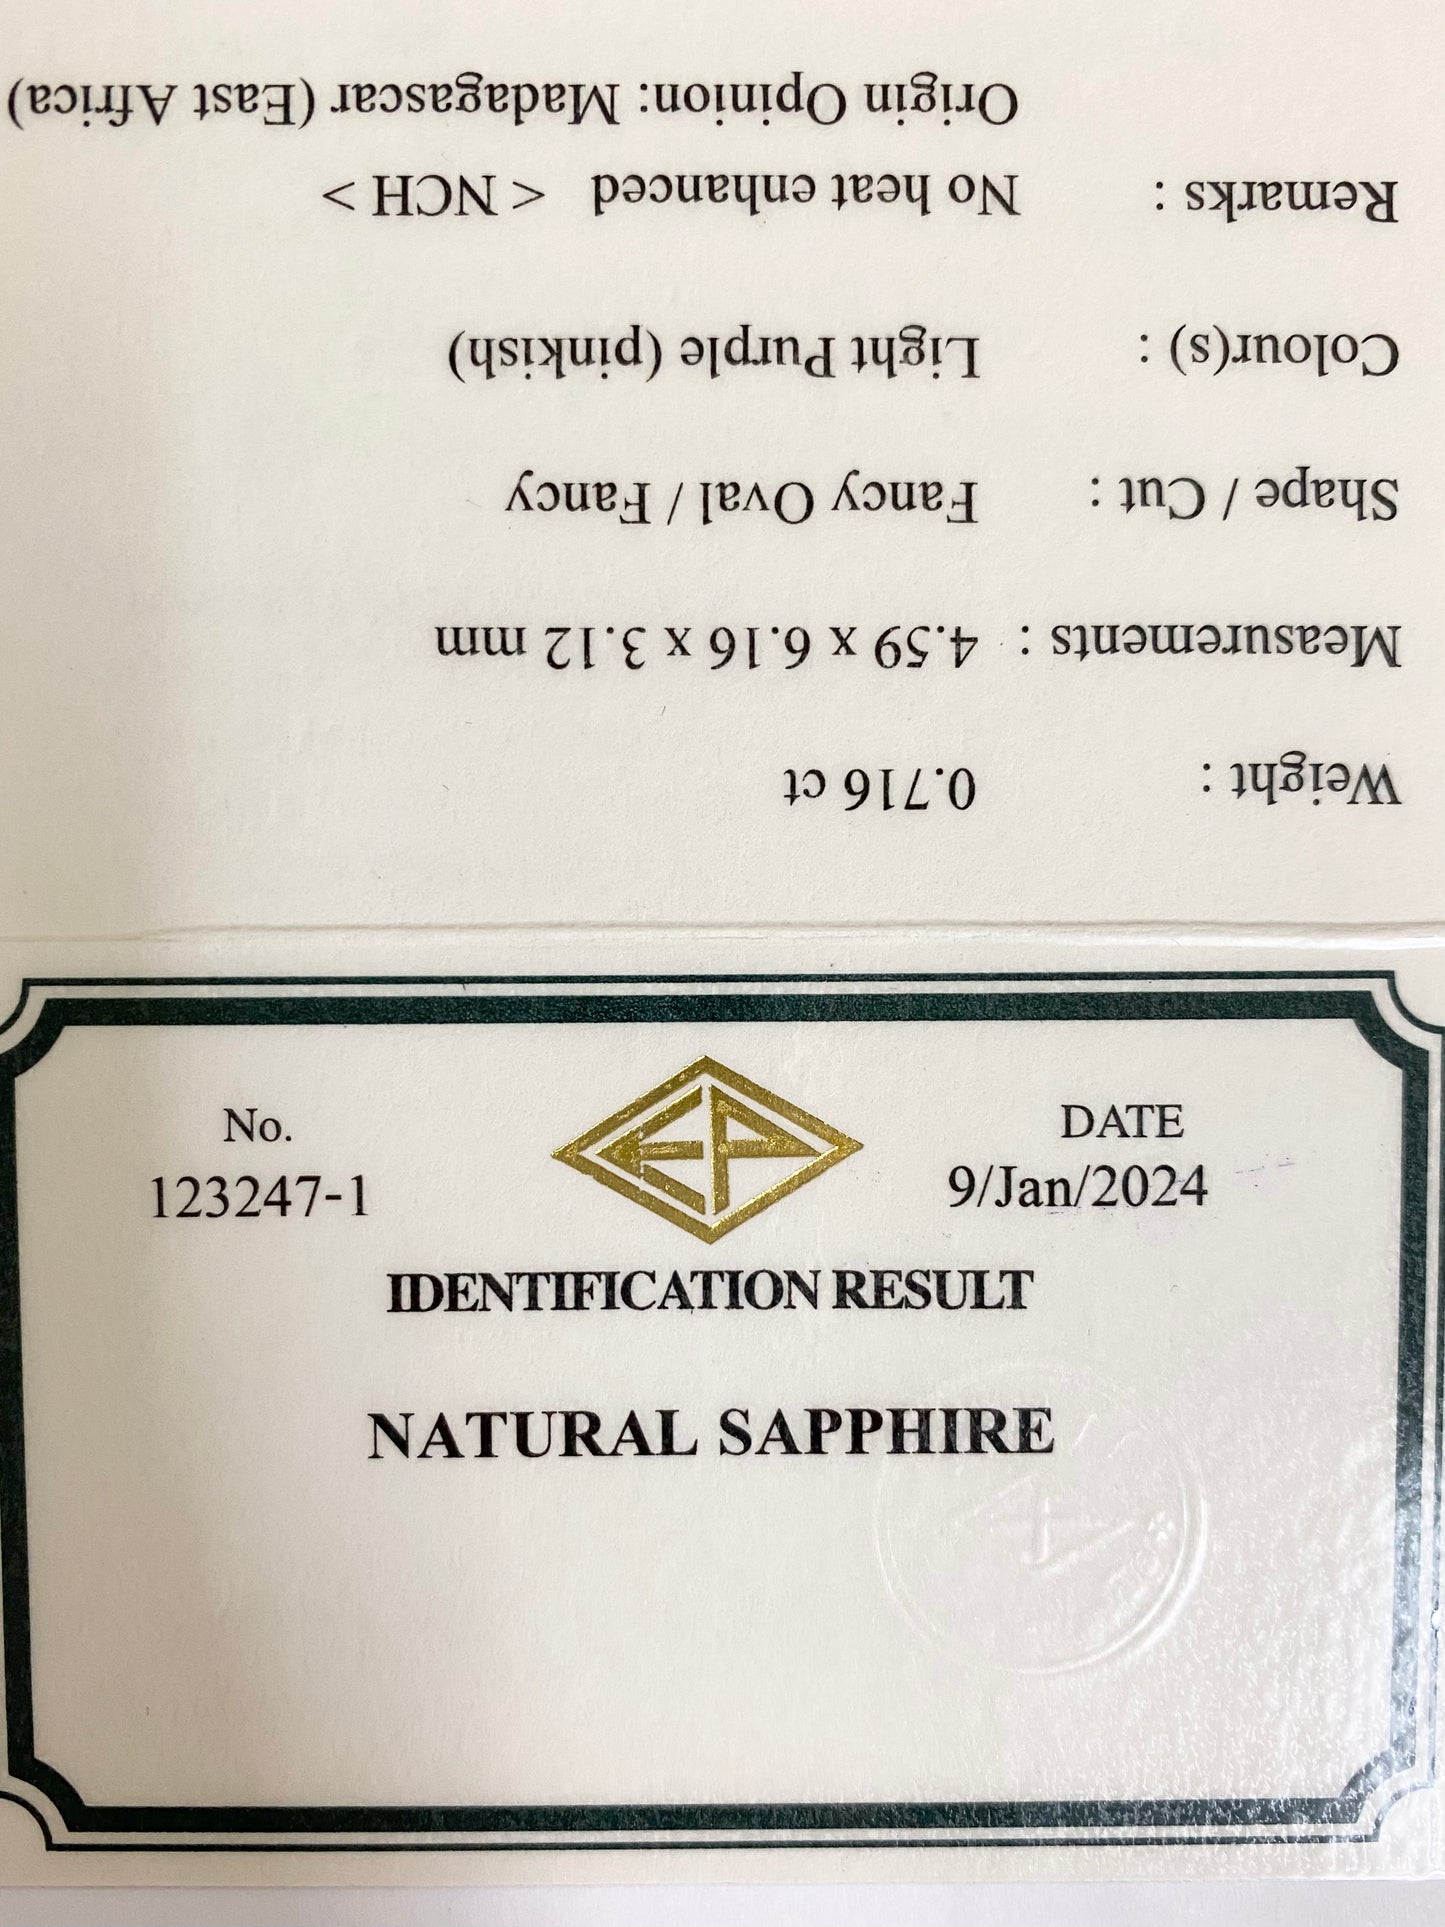 No.
123247-1
EP
DATE
9/Jan/2024
IDENTIFICATION RESULT
NATURAL SAPPHIRE
Weight : 0.716 ct
Measurements : 4.59 x 6.16 x 3.12 mm
Shape / Cut : Fancy Oval / Fancy
Colour(s) : Light Purple (pinkish)
Remarks : No heat enhanced < NCH >
Origin Opinion: Madagascar (East Africa)